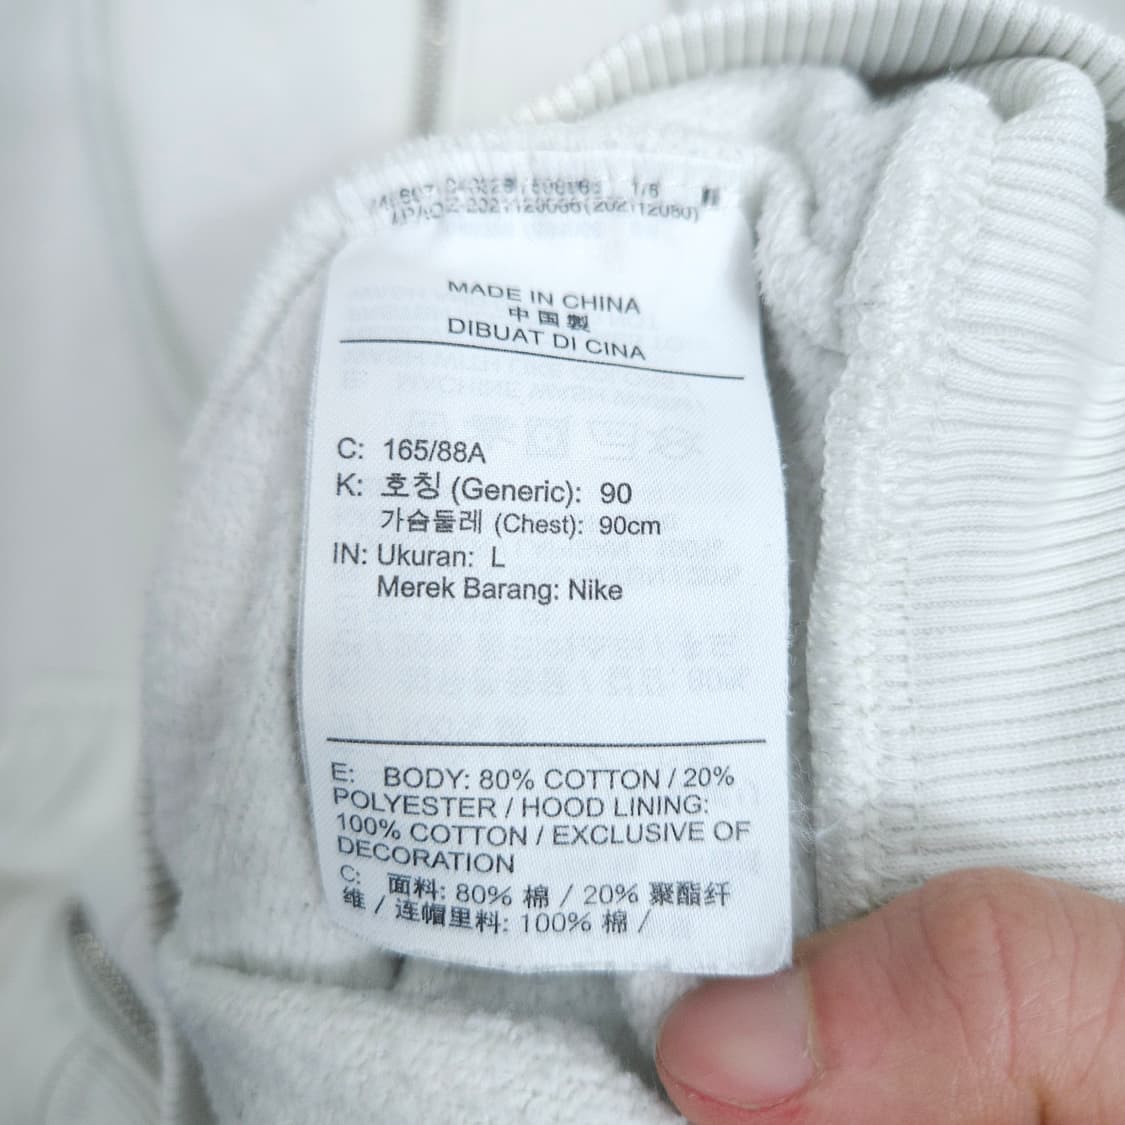 1/6
MADE IN CHINA
中国製
DIBUAT DI CINA
C: 165/88A
K: 호칭 (Generic): 90
가슴둘레 (Chest): 90cm
IN: Ukuran: L
Merek Barang: Nike
E: BODY: 80% COTTON / 20%
POLYESTER / HOOD LINING:
100% COTTON / EXCLUSIVE OF
DECORATION
C: 面料: 80% 棉 / 20% 聚酯纤
维 / 连帽里料: 100% 棉 /